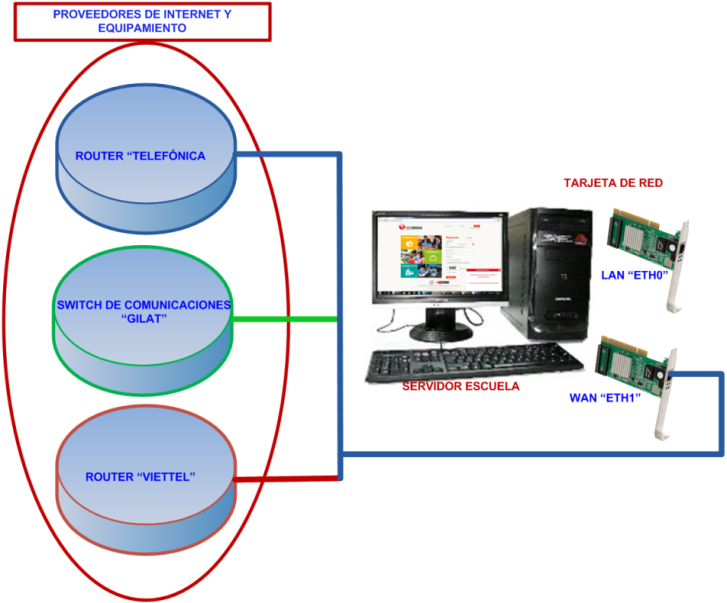 PROVEEDORES DE INTERNET Y
EQUIPAMIENTO
ROUTER “TELEFÓNICA
SWITCH DE COMUNICACIONES
“GILAT”
ROUTER “VIETTEL”
TARJETA DE RED
LAN “ETH0”
SERVIDOR ESCUELA
WAN “ETH1”